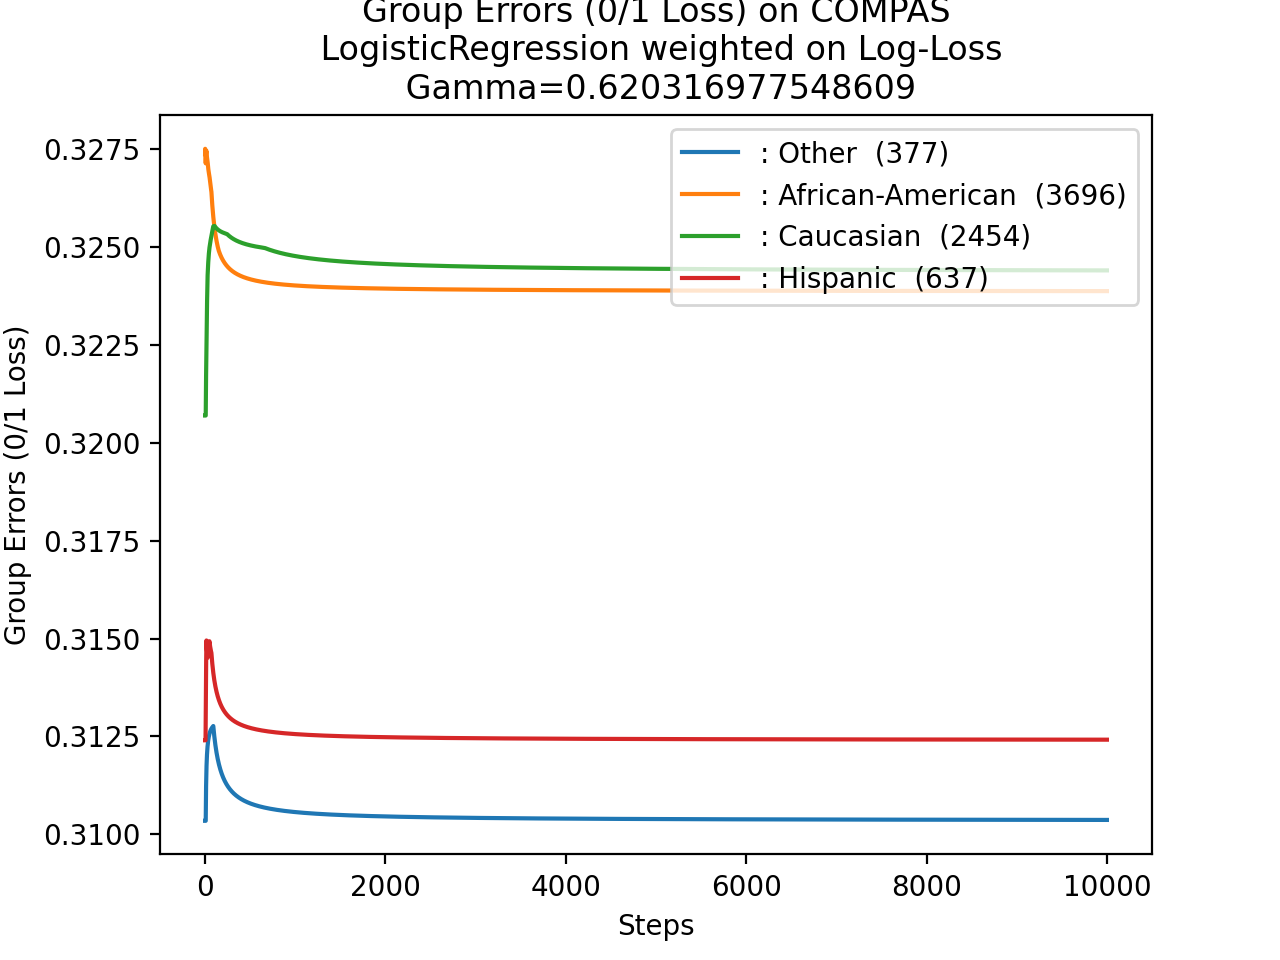 Group Errors (0/1 Loss) on COMPAS
LogisticRegression weighted on Log-Loss
Gamma=0.620316977548609
: Other (377)
: African-American (3696)
: Caucasian (2454)
: Hispanic (637)
Group Errors (0/1 Loss)
0.3275
0.3250
0.3225
0.3200
0.3175
0.3150
0.3125
0.3100
0 2000 4000 6000 8000 10000
Steps